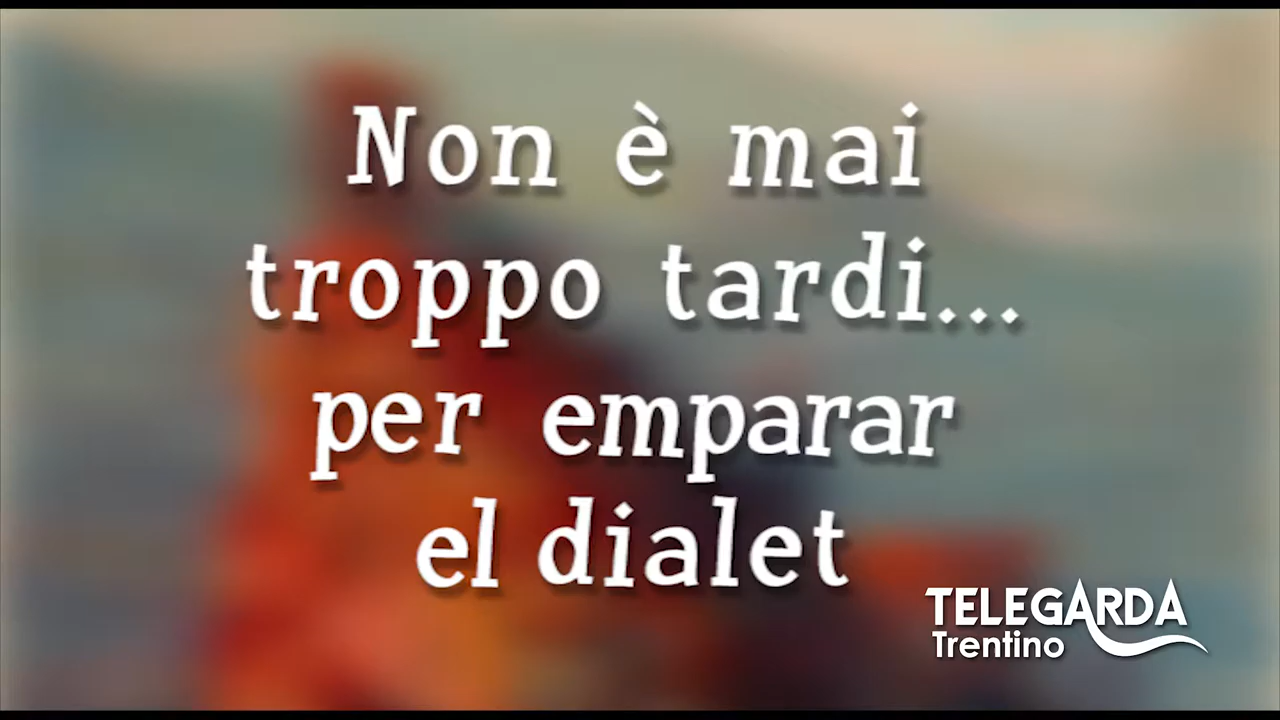 Non è mai
troppo tardi...
per emparar
el dialet
TELEGARDA
Trentino